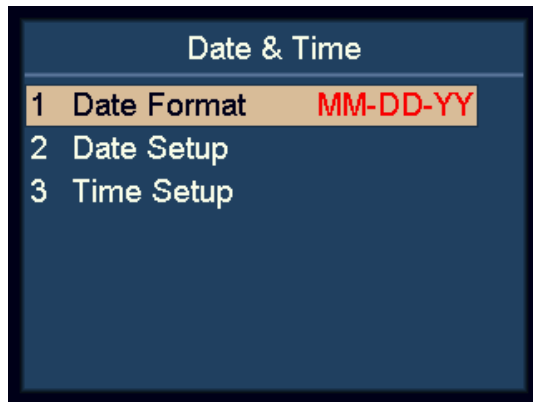 Date & Time
1 Date Format MM-DD-YY
2 Date Setup
3 Time Setup